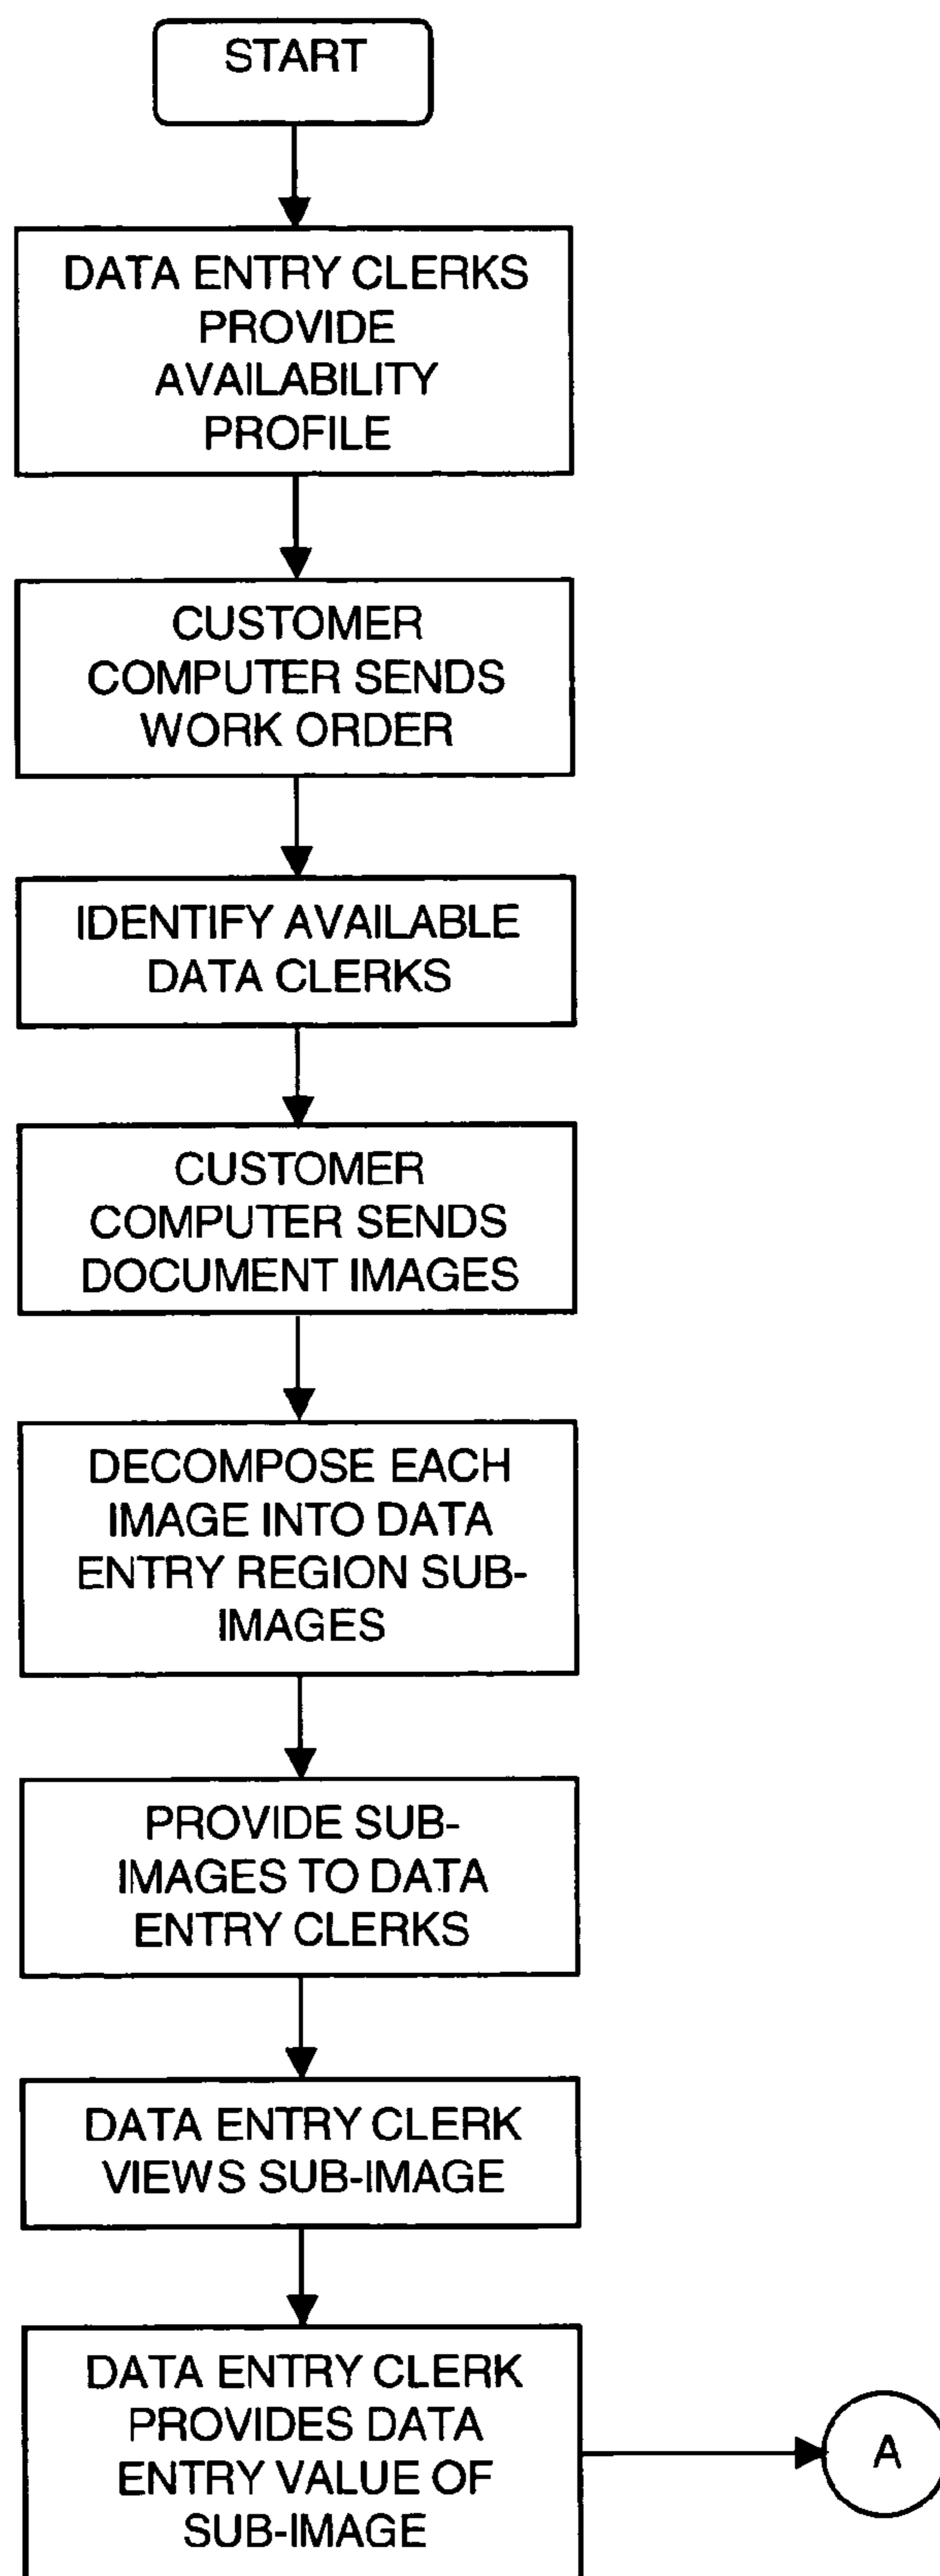 START
DATA ENTRY CLERKS
PROVIDE
AVAILABILITY
PROFILE
CUSTOMER
COMPUTER SENDS
WORK ORDER
IDENTIFY AVAILABLE
DATA CLERKS
CUSTOMER
COMPUTER SENDS
DOCUMENT IMAGES
DECOMPOSE EACH
IMAGE INTO DATA
ENTRY REGION SUB-
IMAGES
PROVIDE SUB-
IMAGES TO DATA
ENTRY CLERKS
DATA ENTRY CLERK
VIEWS SUB-IMAGE
DATA ENTRY CLERK
PROVIDES DATA
ENTRY VALUE OF
SUB-IMAGE
A